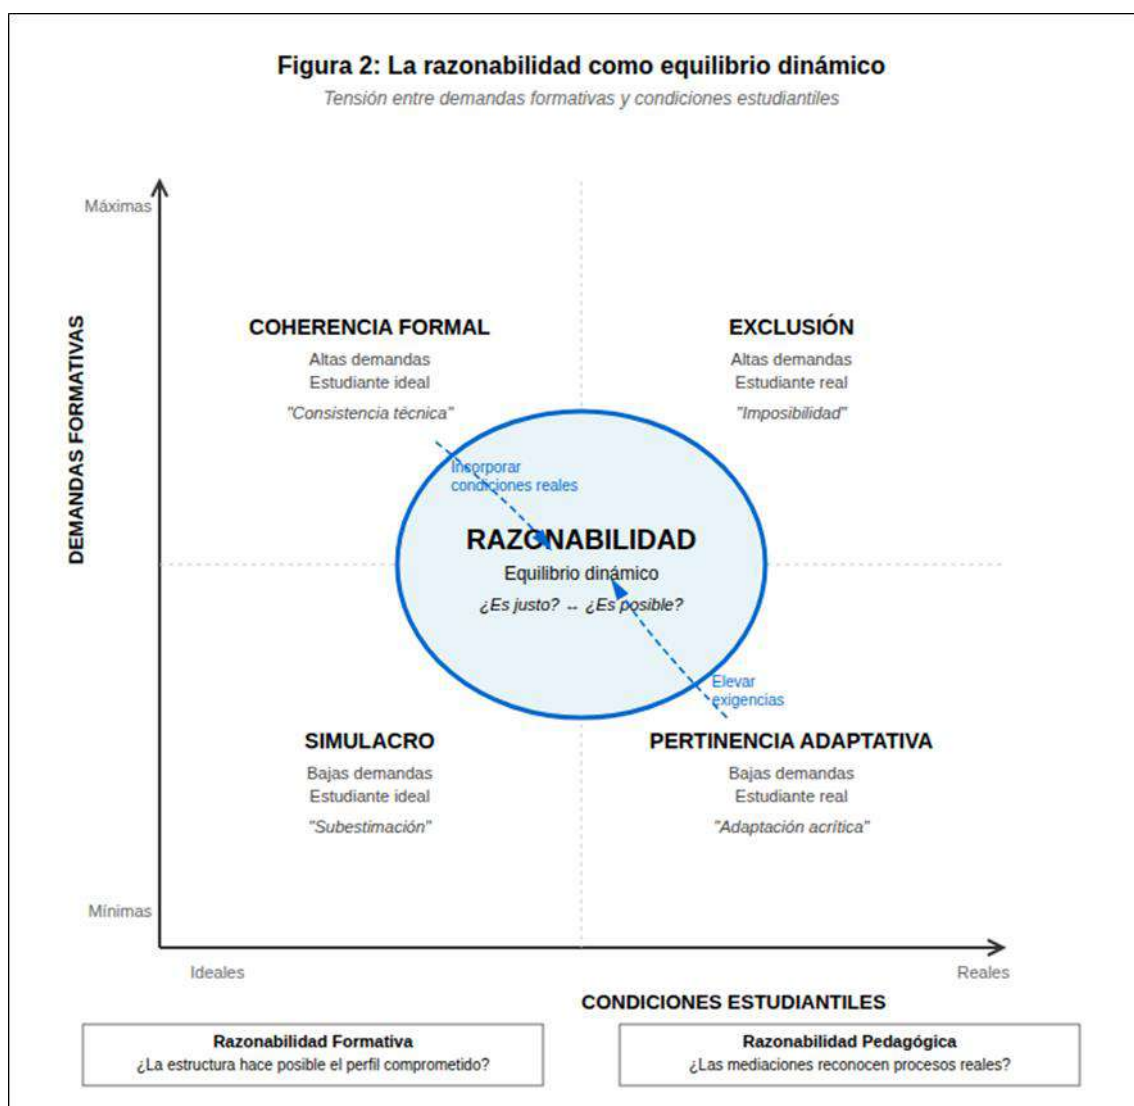 Figura 2: La razonabilidad como equilibrio dinámico
Tensión entre demandas formativas y condiciones estudiantiles
Máximas
DEMANDAS FORMATIVAS
COHERENCIA FORMAL
Altas demandas
Estudiante ideal
"Consistencia técnica"
EXCLUSIÓN
Altas demandas
Estudiante real
"Imposibilidad"
Incorporar
condiciones reales
RAZONABILIDAD
Equilibrio dinámico
¿Es justo? ↔ ¿Es posible?
Elevar
exigencias
SIMULACRO
Bajas demandas
Estudiante ideal
"Subestimación"
PERTINENCIA ADAPTATIVA
Bajas demandas
Estudiante real
"Adaptación acrítica"
Mínimas
Ideales
Reales
CONDICIONES ESTUDIANTILES
Razonabilidad Formativa
¿La estructura hace posible el perfil comprometido?
Razonabilidad Pedagógica
¿Las mediaciones reconocen procesos reales?